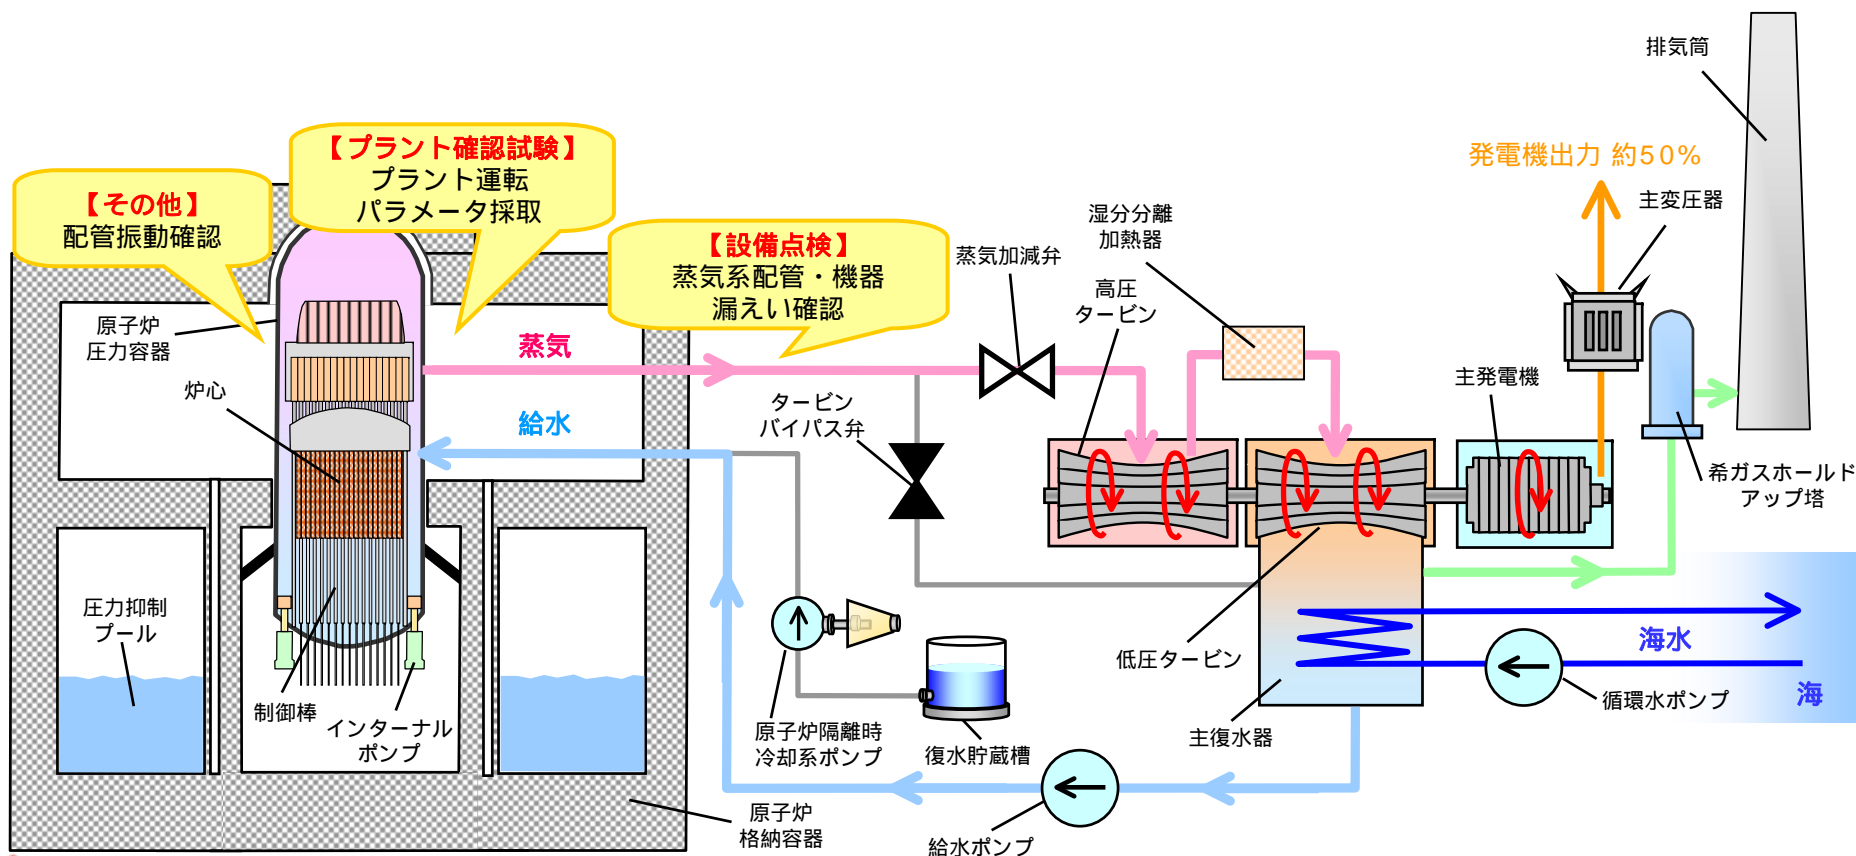 排気筒
【プラント確認試験】
プラント運転
パラメータ採取
発電機出力 約50%
【その他】
配管振動確認
主変圧器
【設備点検】
蒸気系配管・機器
漏えい確認
湿分分離
加熱器
蒸気加減弁
高圧
タービン
原子炉
圧力容器
蒸気
主発電機
炉心
タービン
バイパス弁
給水
希ガスホールド
アップ塔
圧力抑制
プール
海水
低圧タービン
海
循環水ポンプ
制御棒
インターナル
ポンプ
原子炉隔離時
冷却系ポンプ
復水貯蔵槽
主復水器
原子炉
格納容器
給水ポンプ